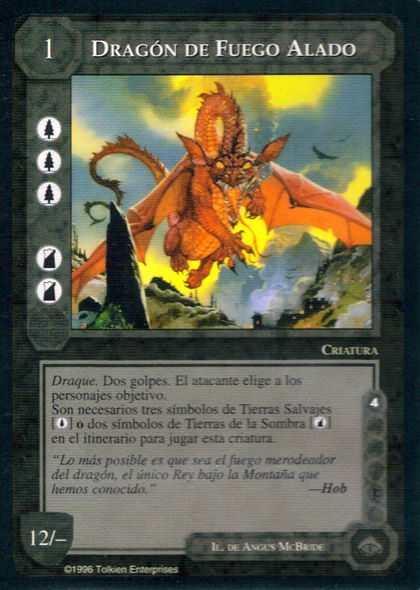 1
DRAGÓN DE FUEGO ALADO
CRIATURA
Draque. Dos golpes. El atacante elige a los
personajes objetivo.
Son necesarios tres símbolos de Tierras Salvajes
[ ] o dos símbolos de Tierras de la Sombra [ ]
en el itinerario para jugar esta criatura.
“Lo más posible es que sea el fuego merodeador
del dragón, el único Rey bajo la Montaña que
hemos conocido.” —Hob
4
12/–
IL. DE ANGUS MCBRIDE
©1996 Tolkien Enterprises